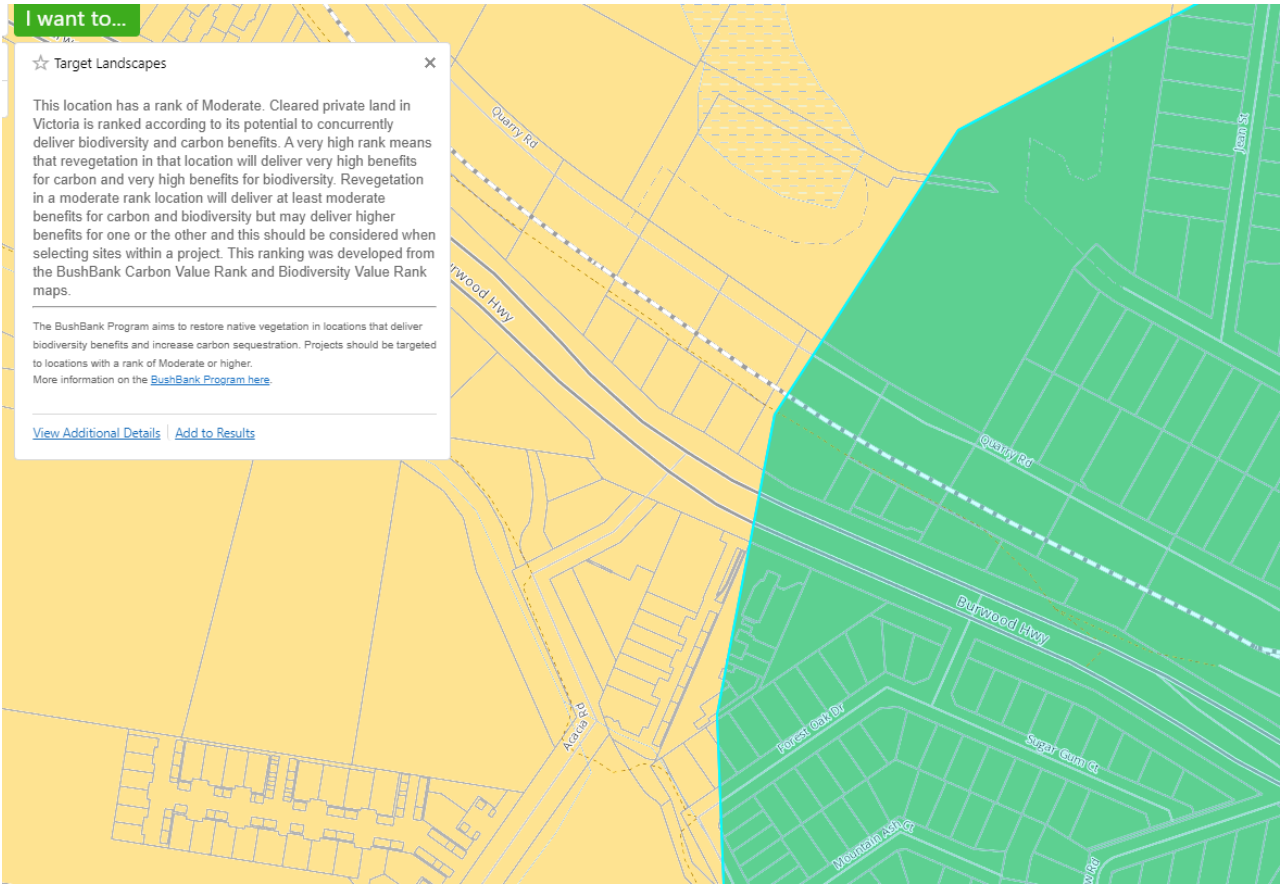 I want to...
Target Landscapes
This location has a rank of Moderate. Cleared private land in
Victoria is ranked according to its potential to concurrently
deliver biodiversity and carbon benefits. A very high rank means
that revegetation in that location will deliver very high benefits
for carbon and very high benefits for biodiversity. Revegetation
in a moderate rank location will deliver at least moderate
benefits for carbon and biodiversity but may deliver higher
benefits for one or the other and this should be considered when
selecting sites within a project. This ranking was developed from
the BushBank Carbon Value Rank and Biodiversity Value Rank
maps.
The BushBank Program aims to restore native vegetation in locations that deliver
biodiversity benefits and increase carbon sequestration. Projects should be targeted
to locations with a rank of Moderate or higher.
More information on the BushBank Program here.
View Additional Details
Add to Results
Quarry Rd
Jean St
Quarry Rd
Burwood Hwy
Forest Oak Dr
Sugar Gum Ct
Acacia Rd
Mountain Ash Ct